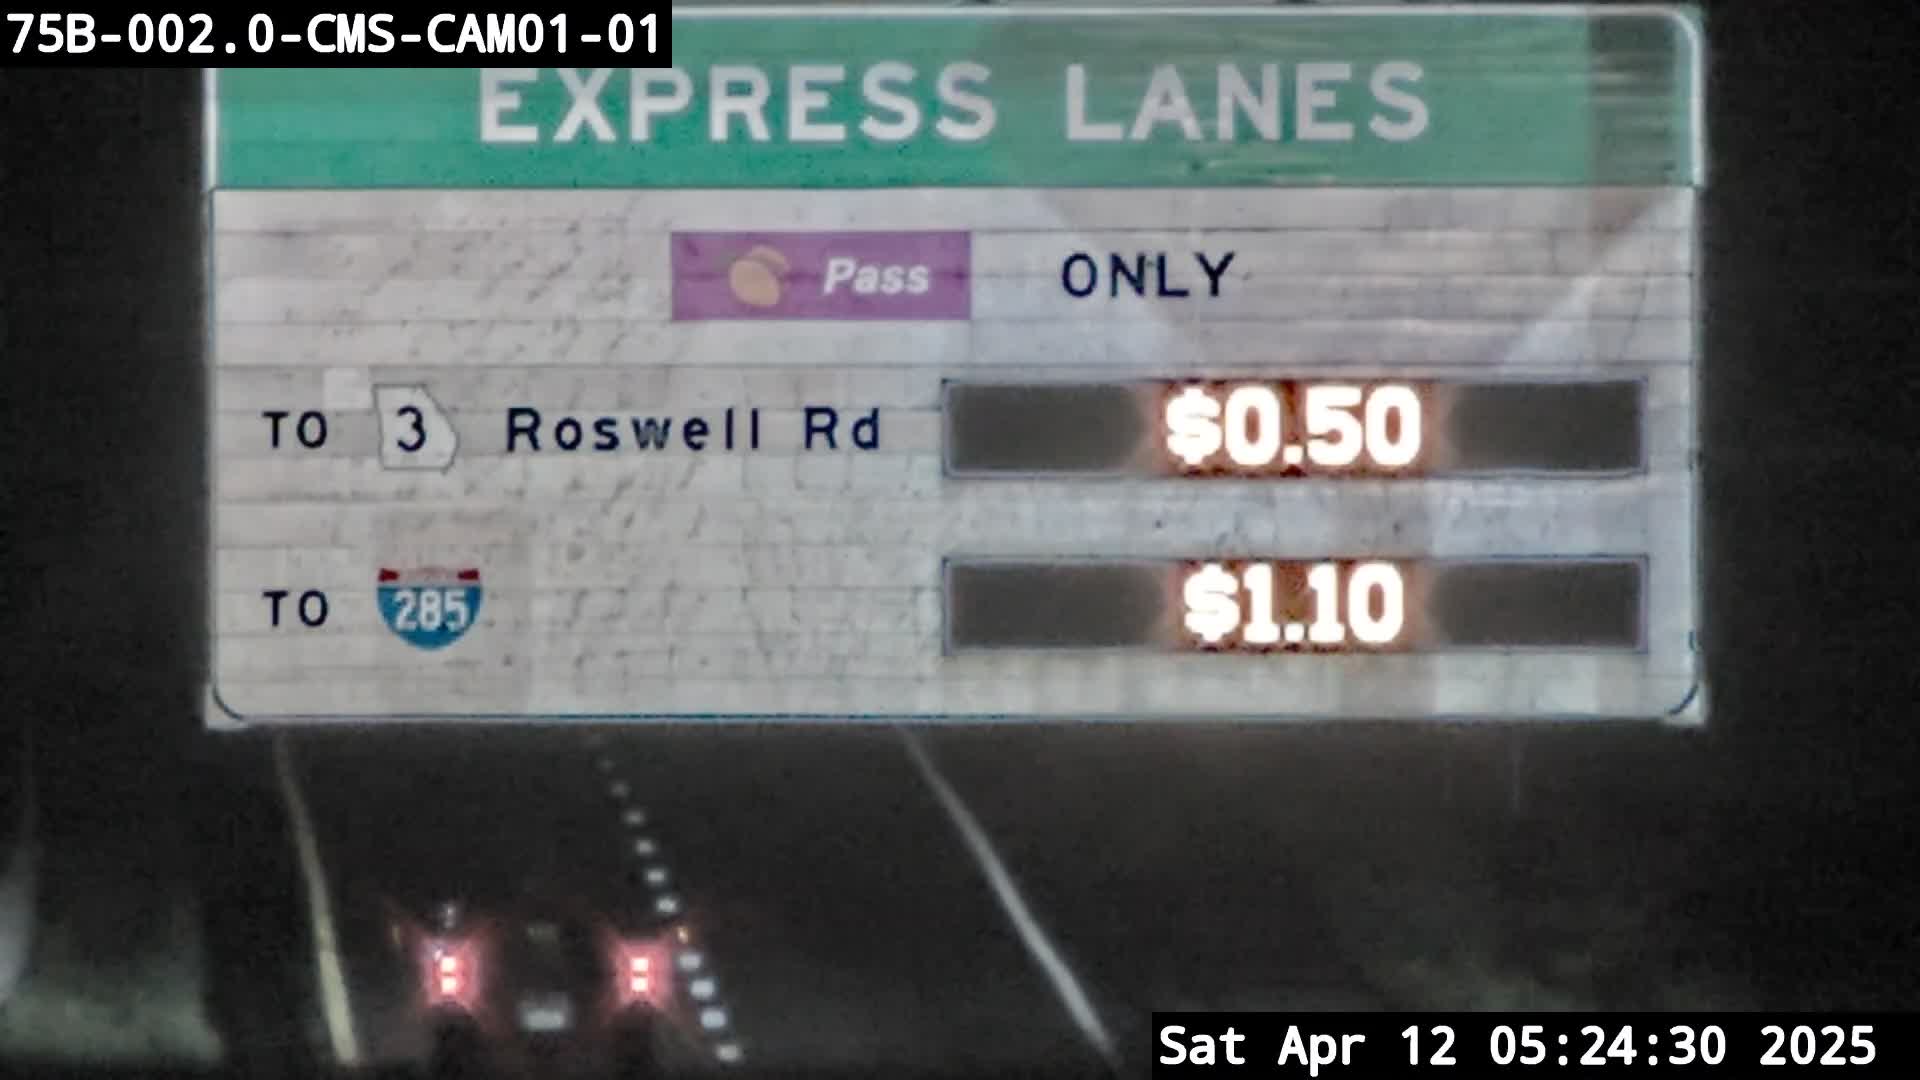 75B-002.0-CMS-CAM01-01
EXPRESS LANES
Pass ONLY
TO 3 Roswell Rd $0.50
TO 285 $1.10
Sat Apr 12 05:24:30 2025